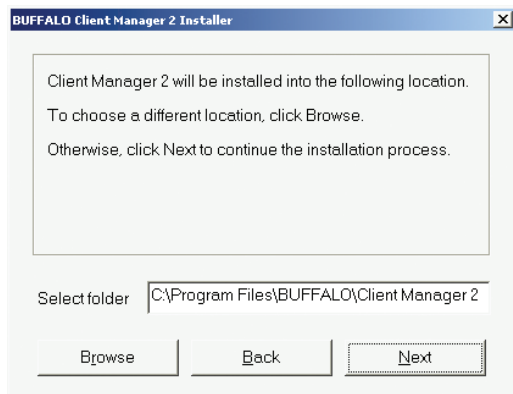 BUFFALO Client Manager 2 Installer
Client Manager 2 will be installed into the following location.
To choose a different location, click Browse.
Otherwise, click Next to continue the installation process.
Select folder C:\Program Files\BUFFALO\Client Manager 2
Browse Back Next